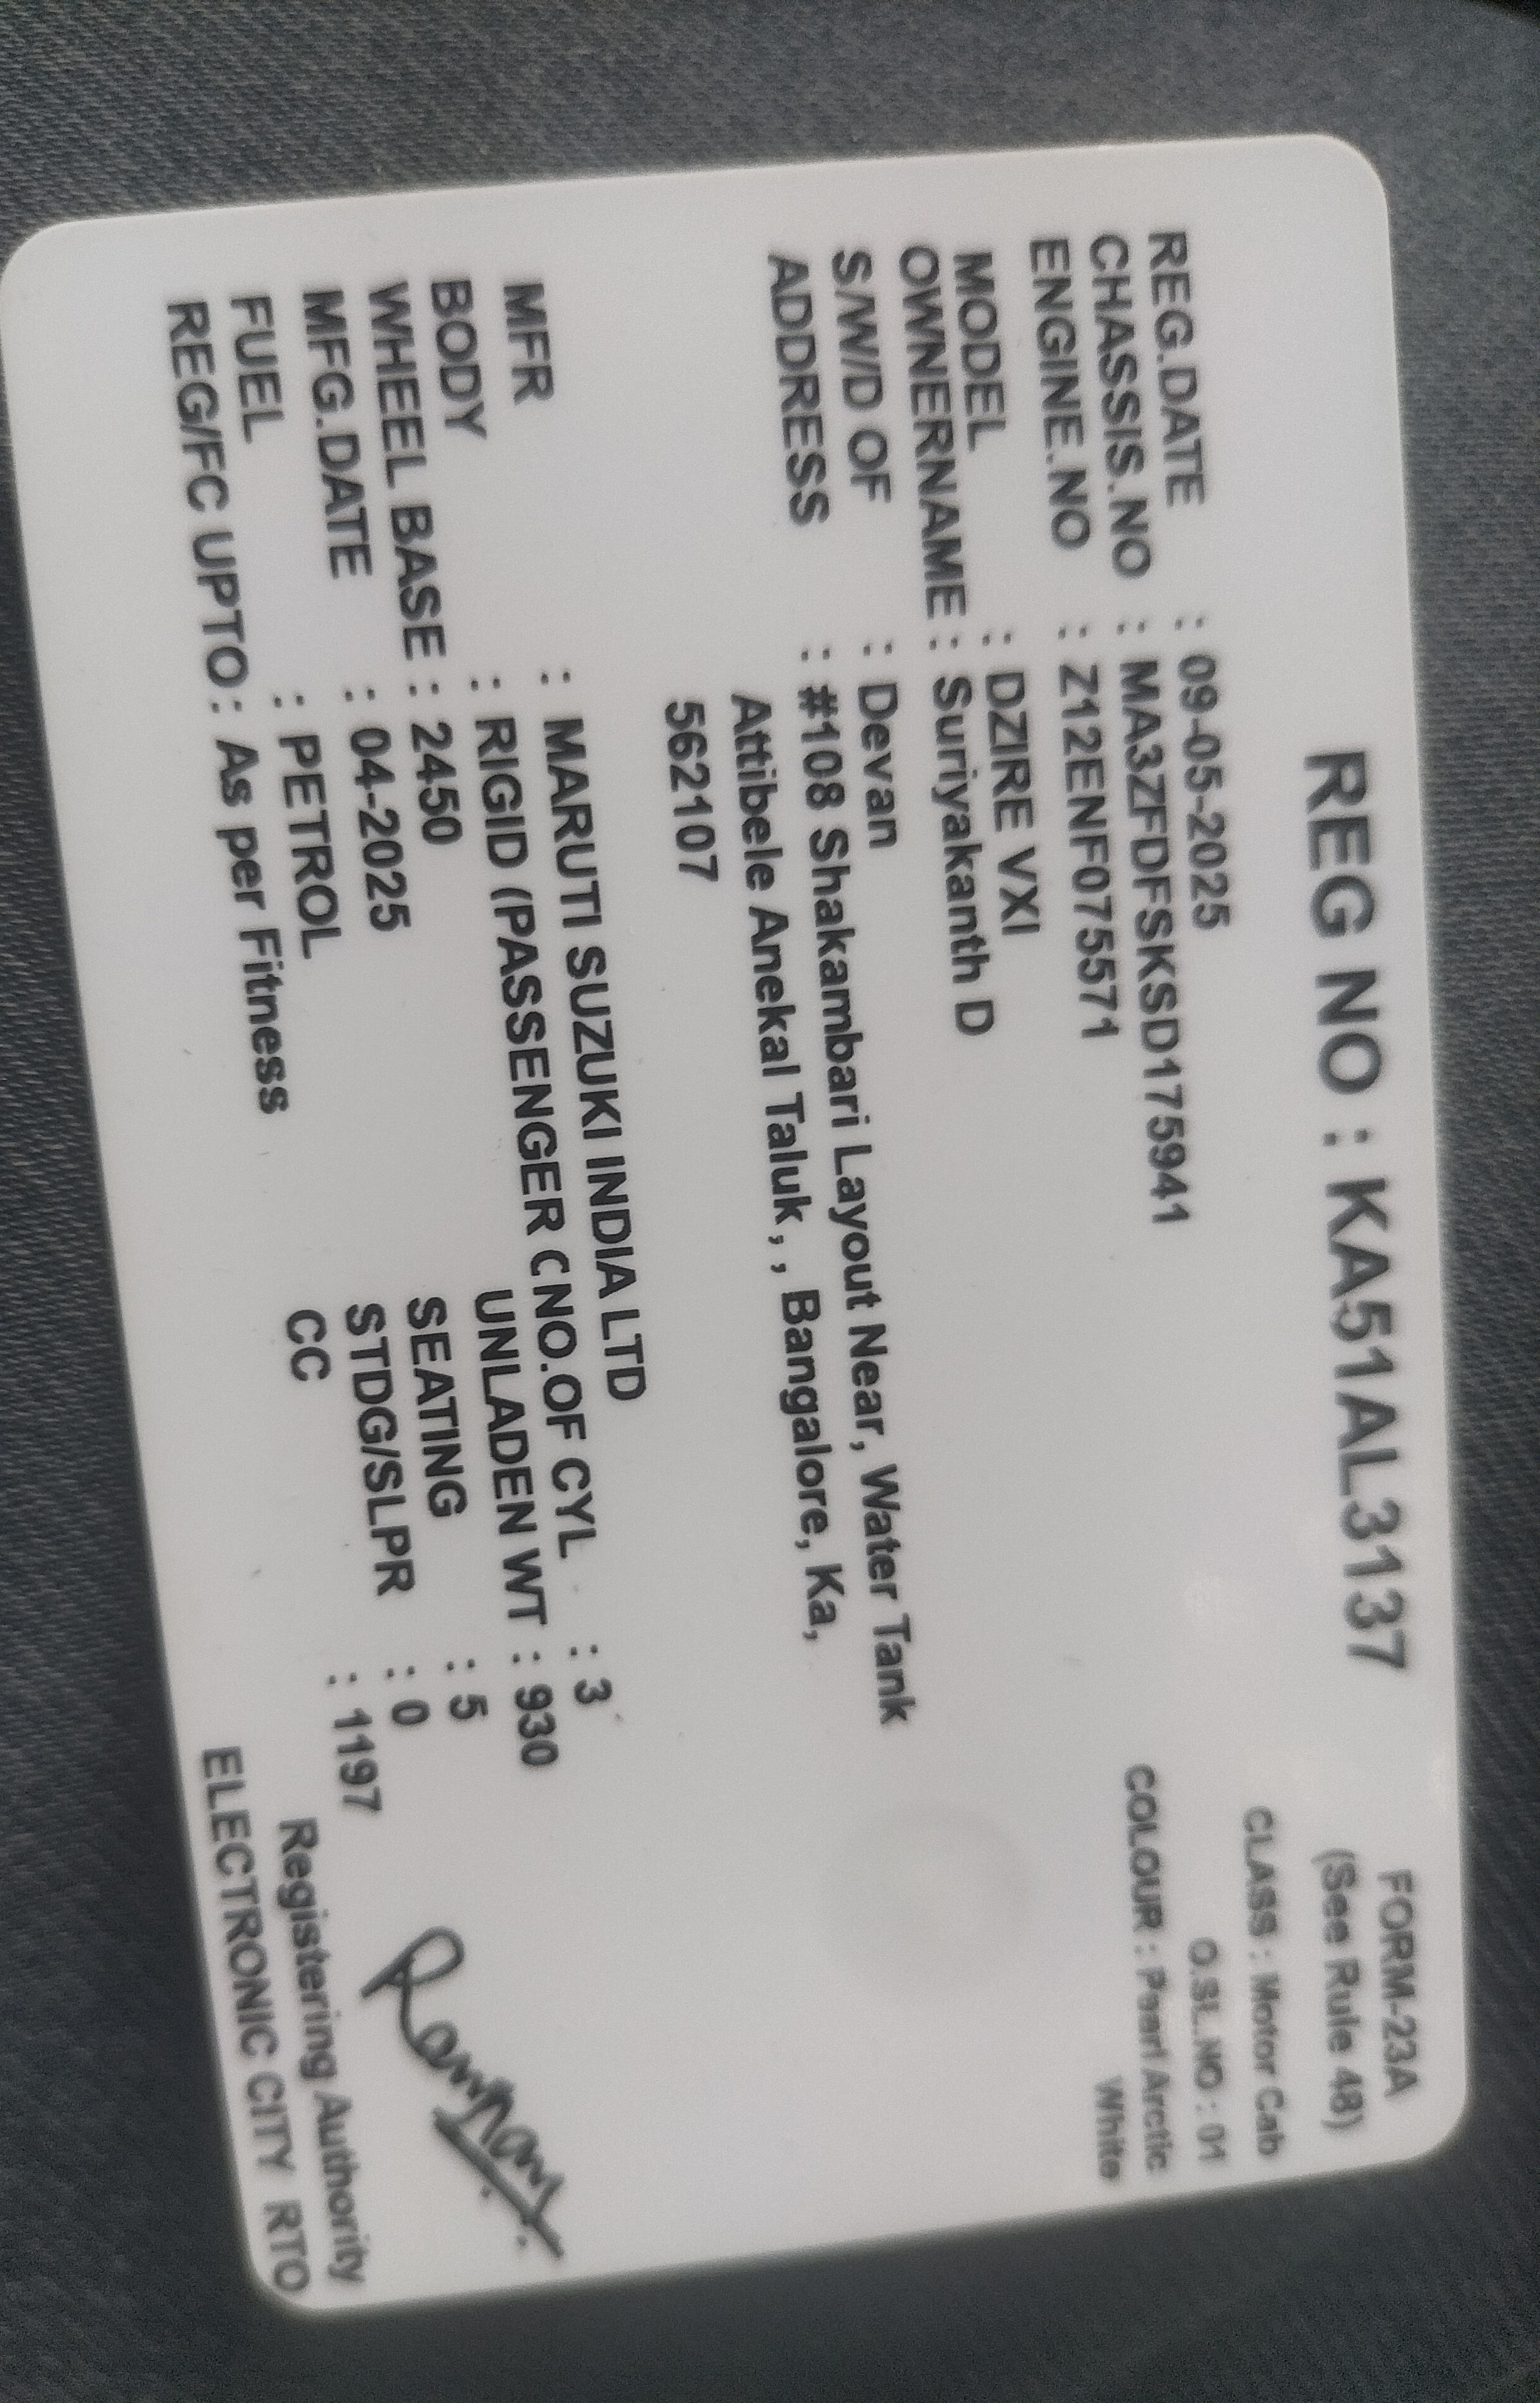 FORM-23A
(See Rule 48)
REG NO : KA51AL3137
CLASS : Motor Cab
O.SL.NO : 01
COLOUR : Pearl Arctic
White
REG.DATE : 09-05-2025
CHASSIS.NO : MA3ZFDFSKSD175941
ENGINE.NO : Z12ENF075571
MODEL : DZIRE VXI
OWNERNAME : Suriyakanth D
S/W/D OF : Devan
ADDRESS : #108 Shakambari Layout Near, Water Tank
Attibele Anekal Taluk , , Bangalore, Ka,
562107
MFR : MARUTI SUZUKI INDIA LTD
BODY : RIGID (PASSENGER CNO.OF CYL : 3
WHEEL BASE : 2450 UNLADEN WT : 930
MFG.DATE : 04-2025 SEATING : 5
FUEL : PETROL STDG/SLPR : 0
REG/FC UPTO : As per Fitness CC : 1197
Registering Authority
ELECTRONIC CITY RTO